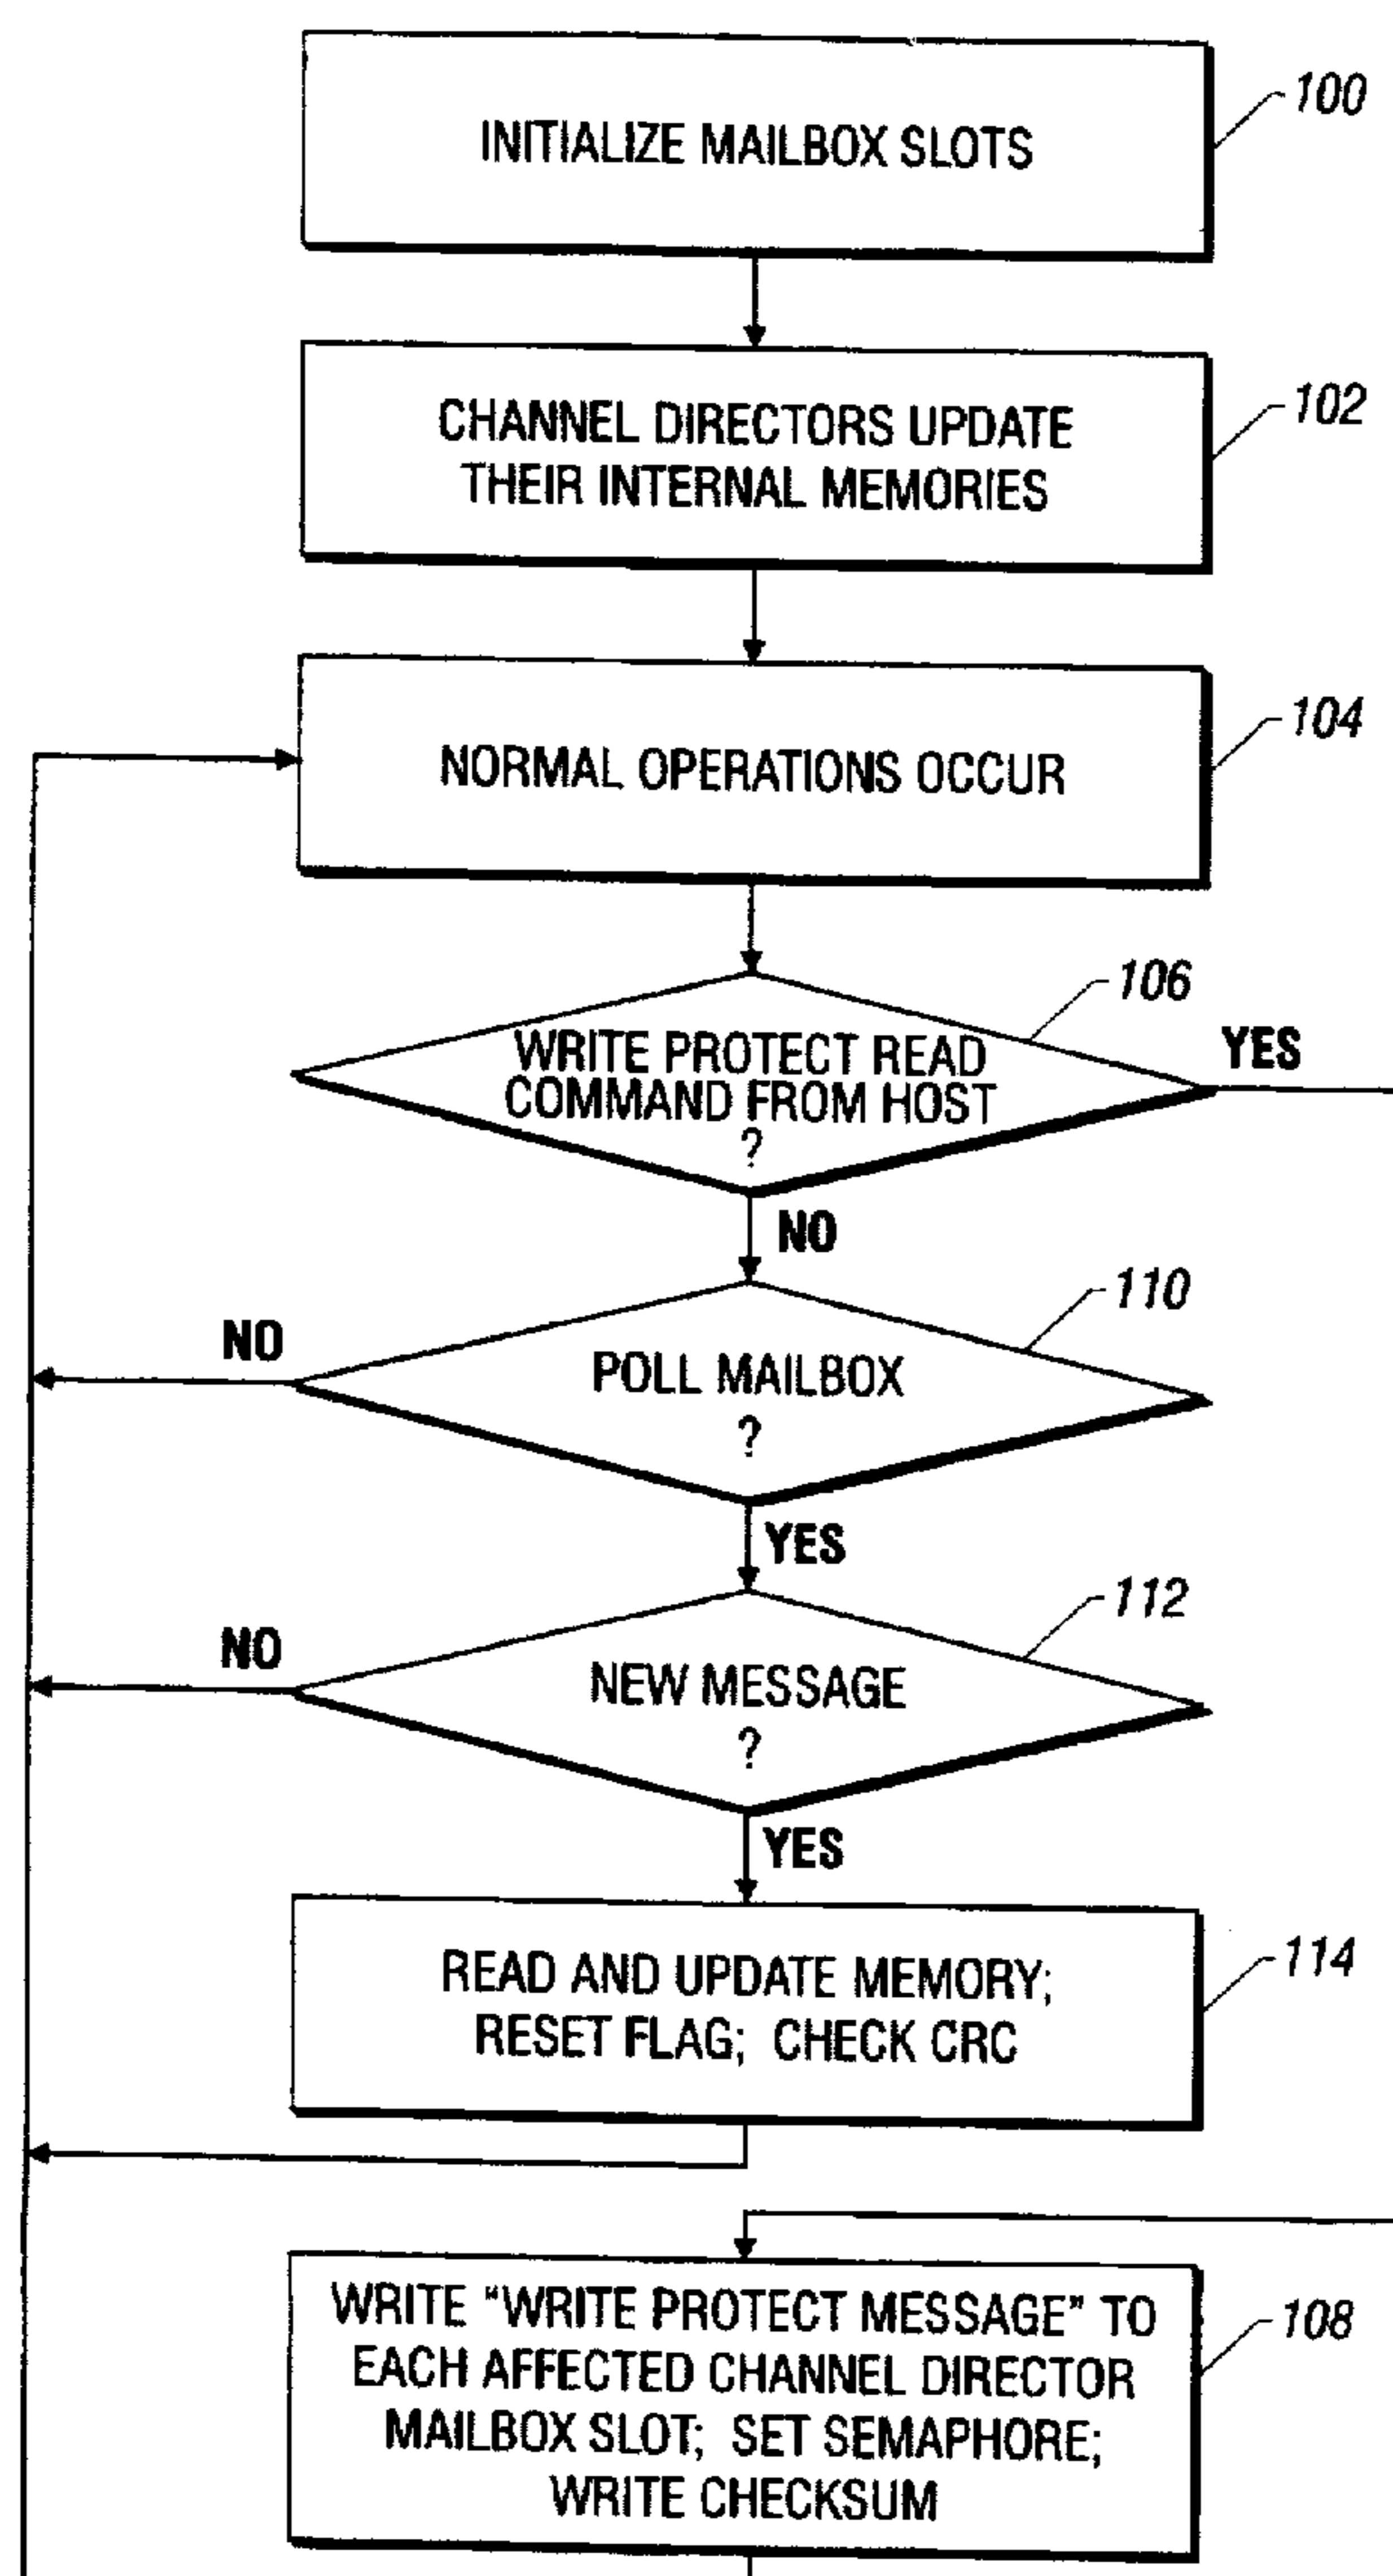 INITIALIZE MAILBOX SLOTS
100
CHANNEL DIRECTORS UPDATE
THEIR INTERNAL MEMORIES
102
NORMAL OPERATIONS OCCUR
104
106
WRITE PROTECT READ
COMMAND FROM HOST
?
YES
NO
110
POLL MAILBOX
?
NO
YES
112
NEW MESSAGE
?
NO
YES
READ AND UPDATE MEMORY;
RESET FLAG; CHECK CRC
114
WRITE "WRITE PROTECT MESSAGE" TO
EACH AFFECTED CHANNEL DIRECTOR
MAILBOX SLOT; SET SEMAPHORE;
WRITE CHECKSUM
108